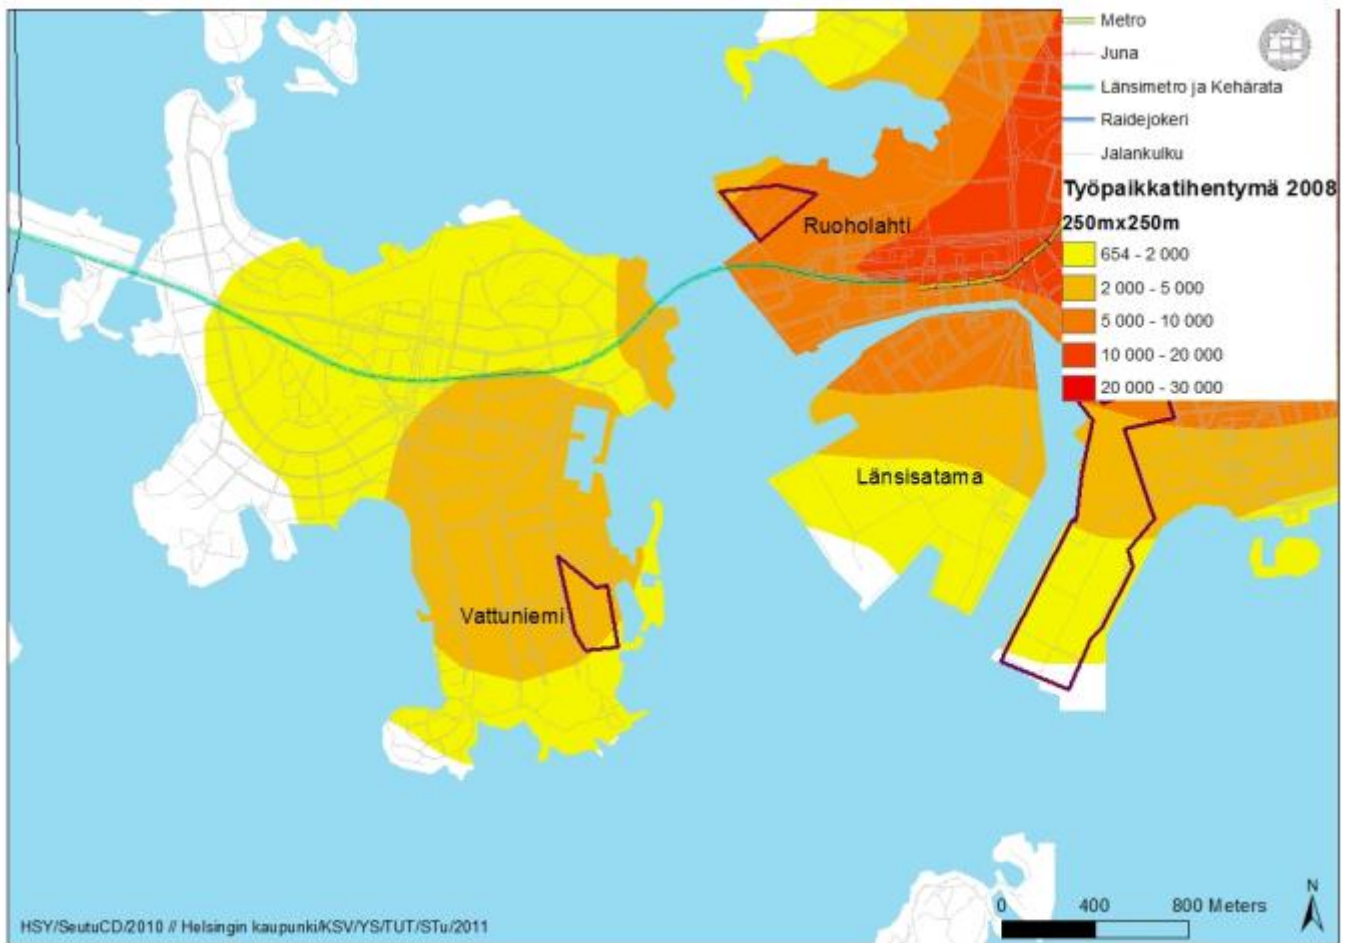 Metro
Juna
Länsimetro ja Kehärata
Raidejokeri
Jalankulku
Työpaikkatihentymä 2008
250mx250m
654 - 2 000
2 000 - 5 000
5 000 - 10 000
10 000 - 20 000
20 000 - 30 000
Ruoholahti
Länsisatama
Vattuniemi
N
0 400 800 Meters
HSY/SeutuCD/2010 // Helsingin kaupunki/KSV/YS/TUT/STu/2011